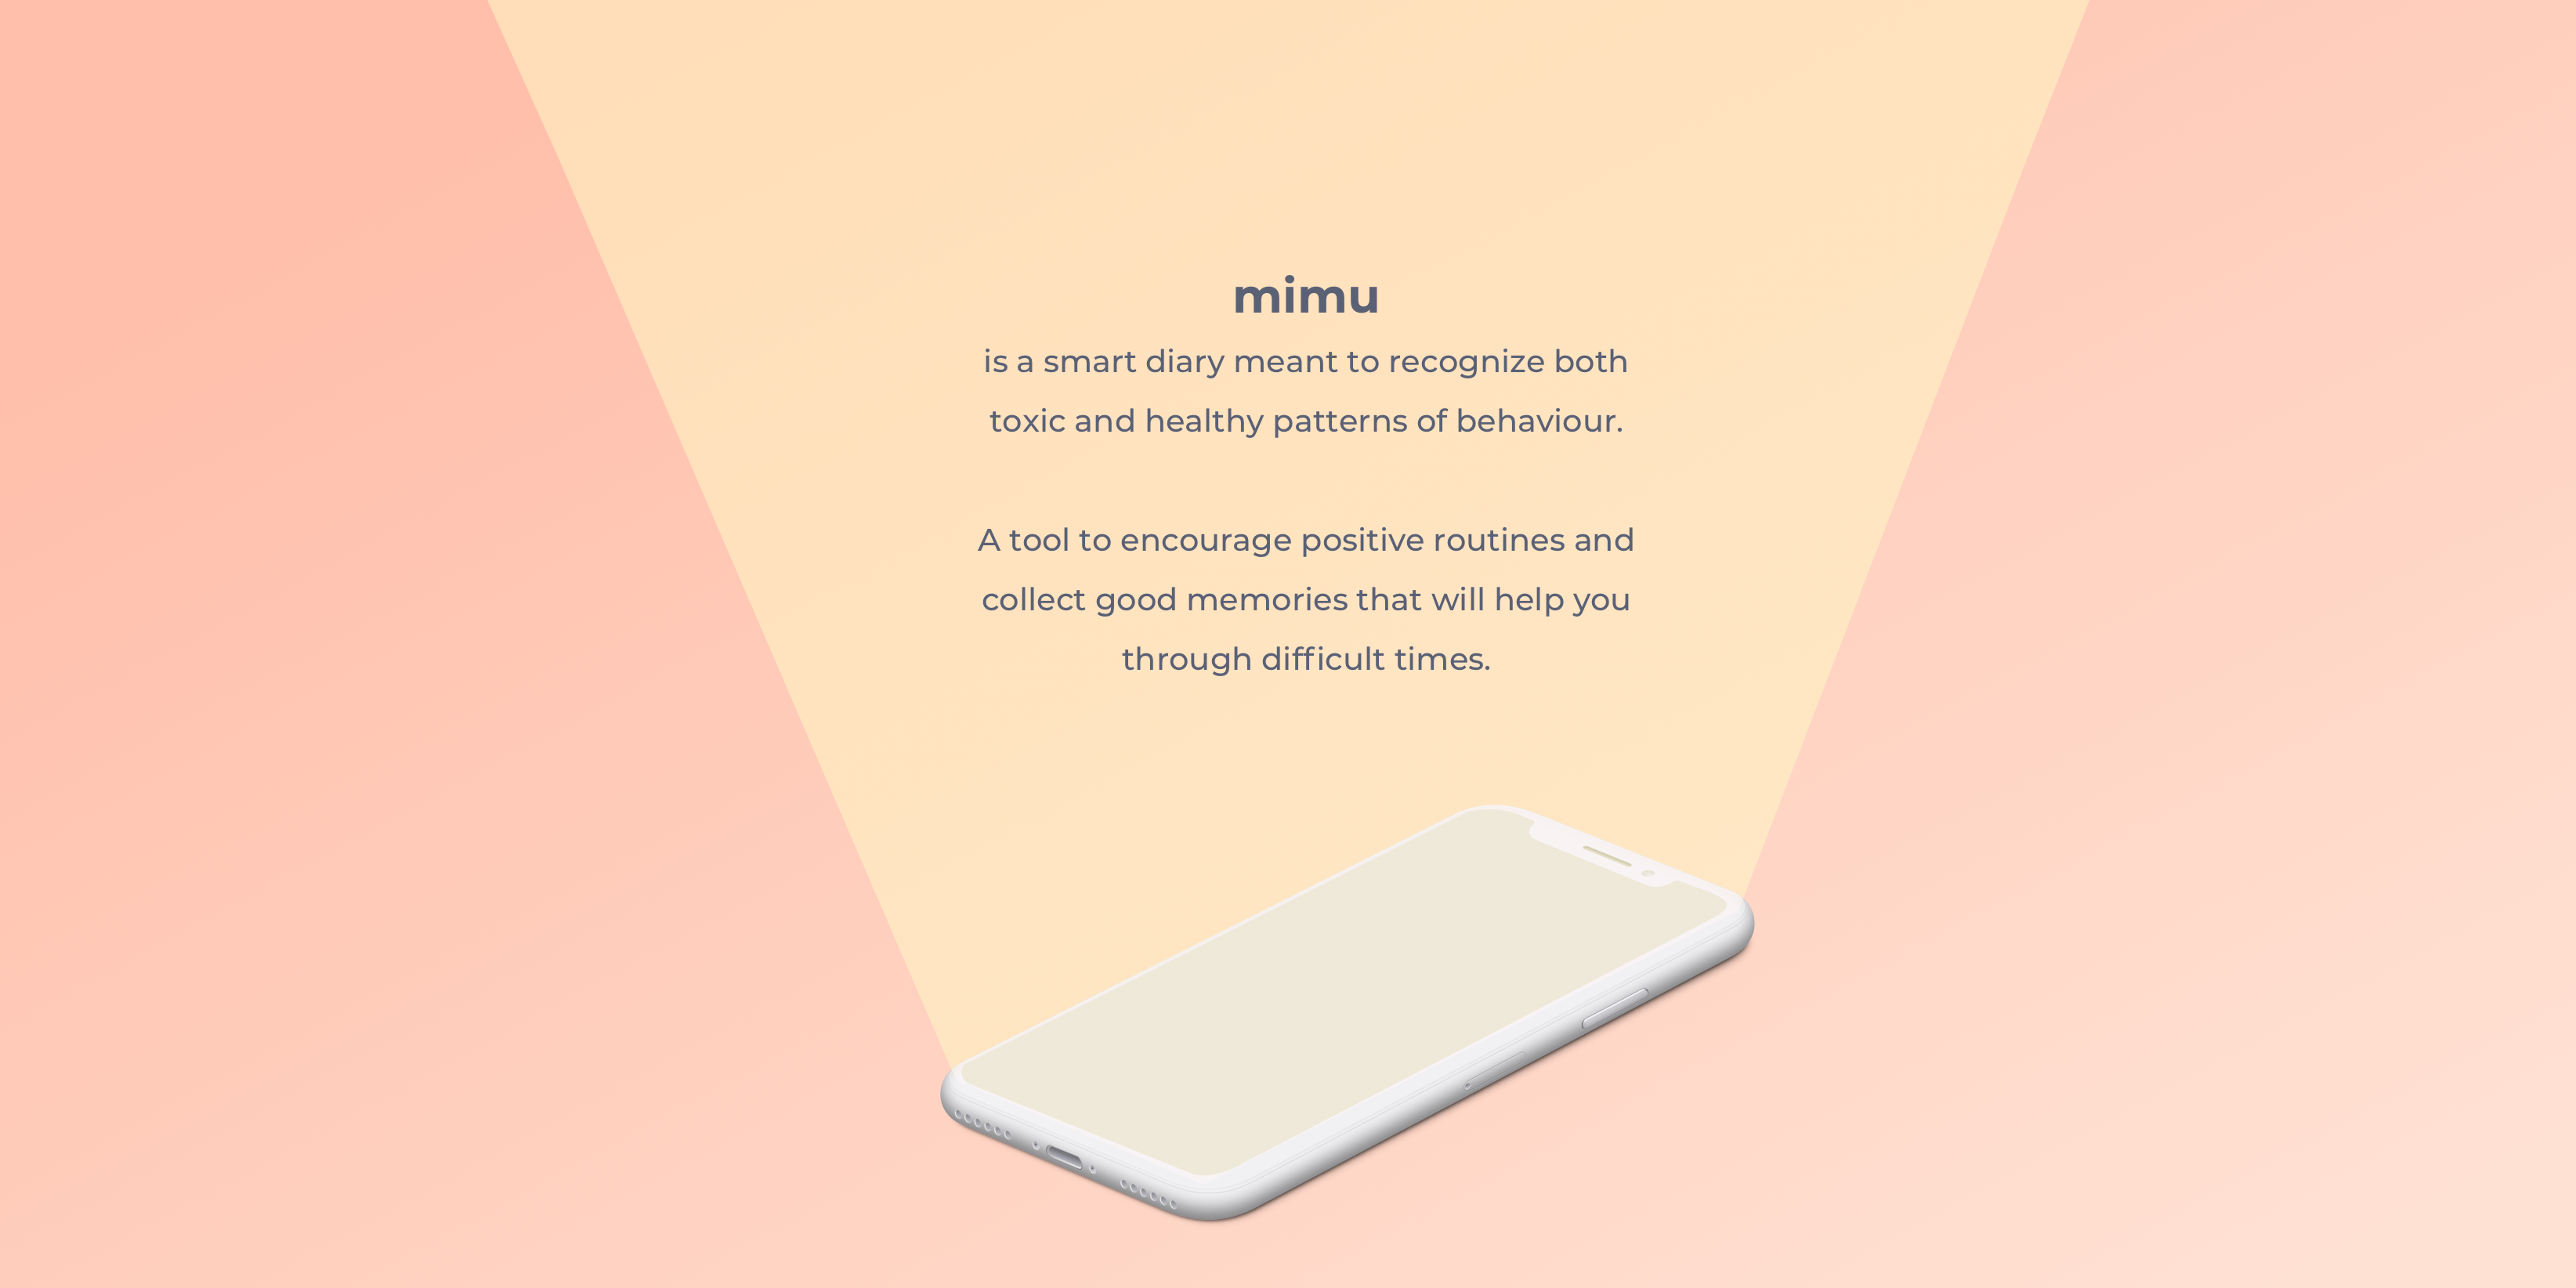 mimu
is a smart diary meant to recognize both
toxic and healthy patterns of behaviour.
A tool to encourage positive routines and
collect good memories that will help you
through difficult times.